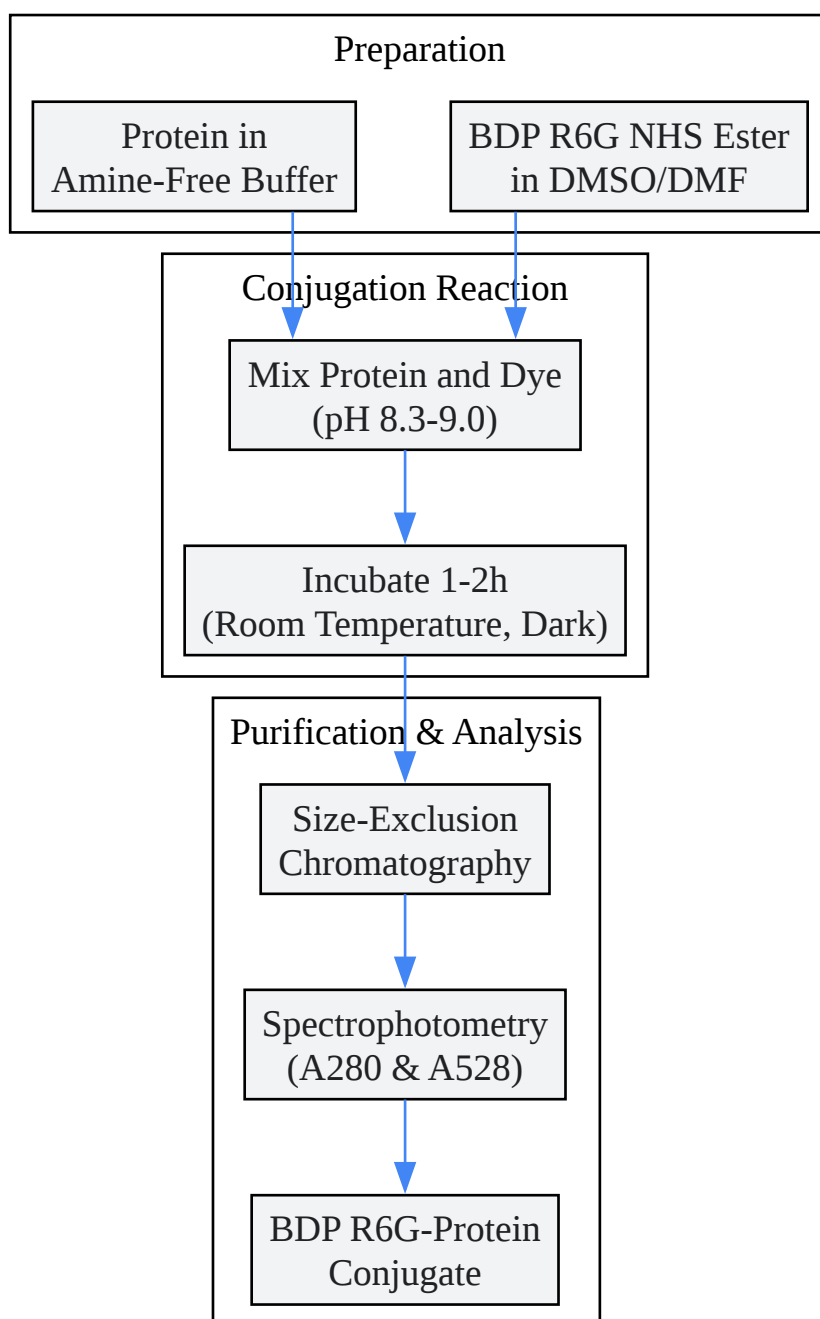 Preparation
Protein in
Amine-Free Buffer
BDP R6G NHS Ester
in DMSO/DMF
Conjugation Reaction
Mix Protein and Dye
(pH 8.3-9.0)
Incubate 1-2h
(Room Temperature, Dark)
Purification & Analysis
Size-Exclusion
Chromatography
Spectrophotometry
(A280 & A528)
BDP R6G-Protein
Conjugate